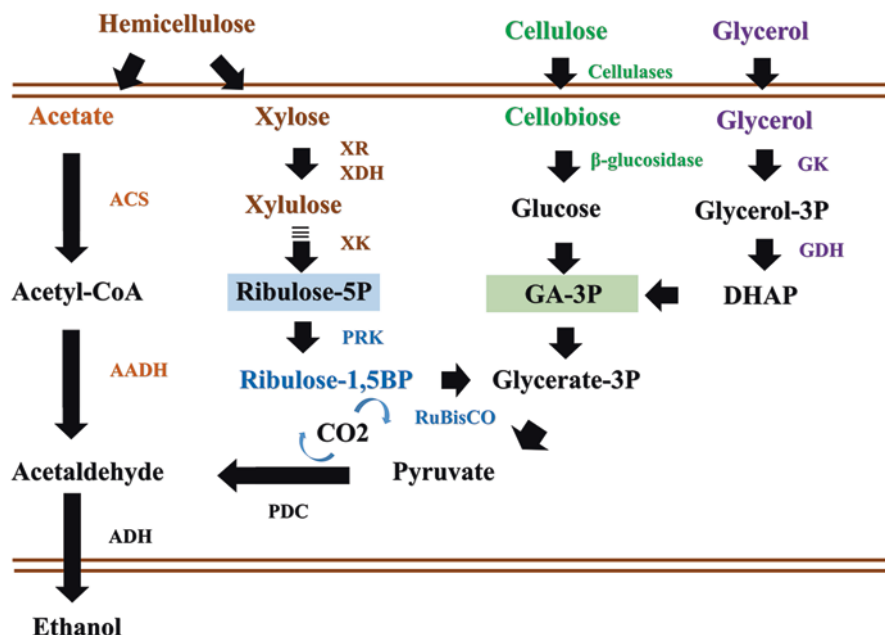 Hemicellulose
Cellulose
Glycerol
Cellulases
Acetate
Xylose
Cellobiose
Glycerol
XR
XDH
β-glucosidase
GK
ACS
Xylulose
Glucose
Glycerol-3P
XK
GDH
Acetyl-CoA
Ribulose-5P
GA-3P
DHAP
PRK
AADH
Ribulose-1,5BP
Glycerate-3P
RuBisCO
CO2
Acetaldehyde
Pyruvate
PDC
ADH
Ethanol